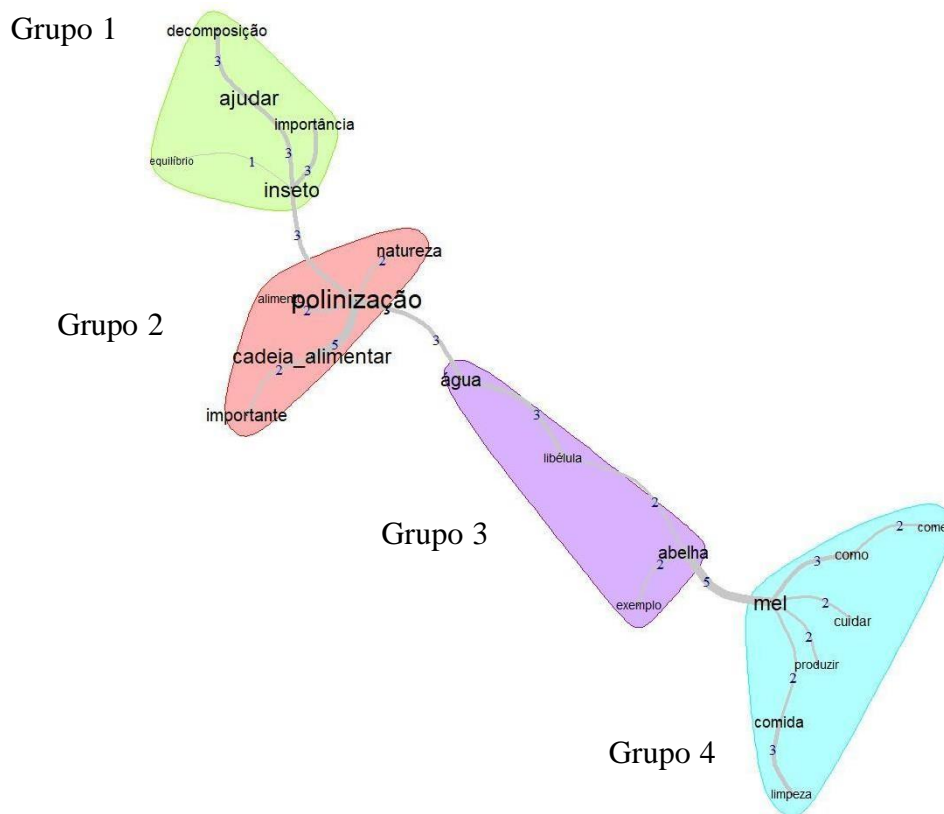 Grupo 1
decomposição
3
ajudar
importância
3
equilíbrio
1
3
inseto
3
natureza
2
alimento
polinização
2
Grupo 2
5
3
cadeia_alimentar
2
água
importante
3
libélula
2
Grupo 3
abelha
2
5
exemplo
mel
2
3
como
2
cuidar
2
produzir
2
comida
Grupo 4
3
limpeza